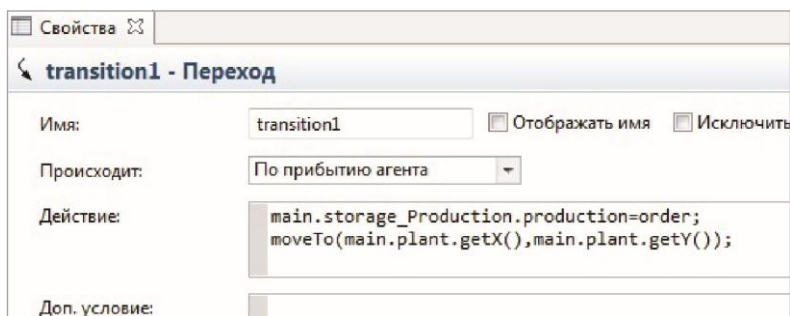 Свойства
transition1 - Переход
Имя: transition1 Отображать имя Исключить
Происходит: По прибытию агента
Действие: main.storage_Production.production=order;
moveTo(main.plant.getX(),main.plant.getY());
Доп. условие: